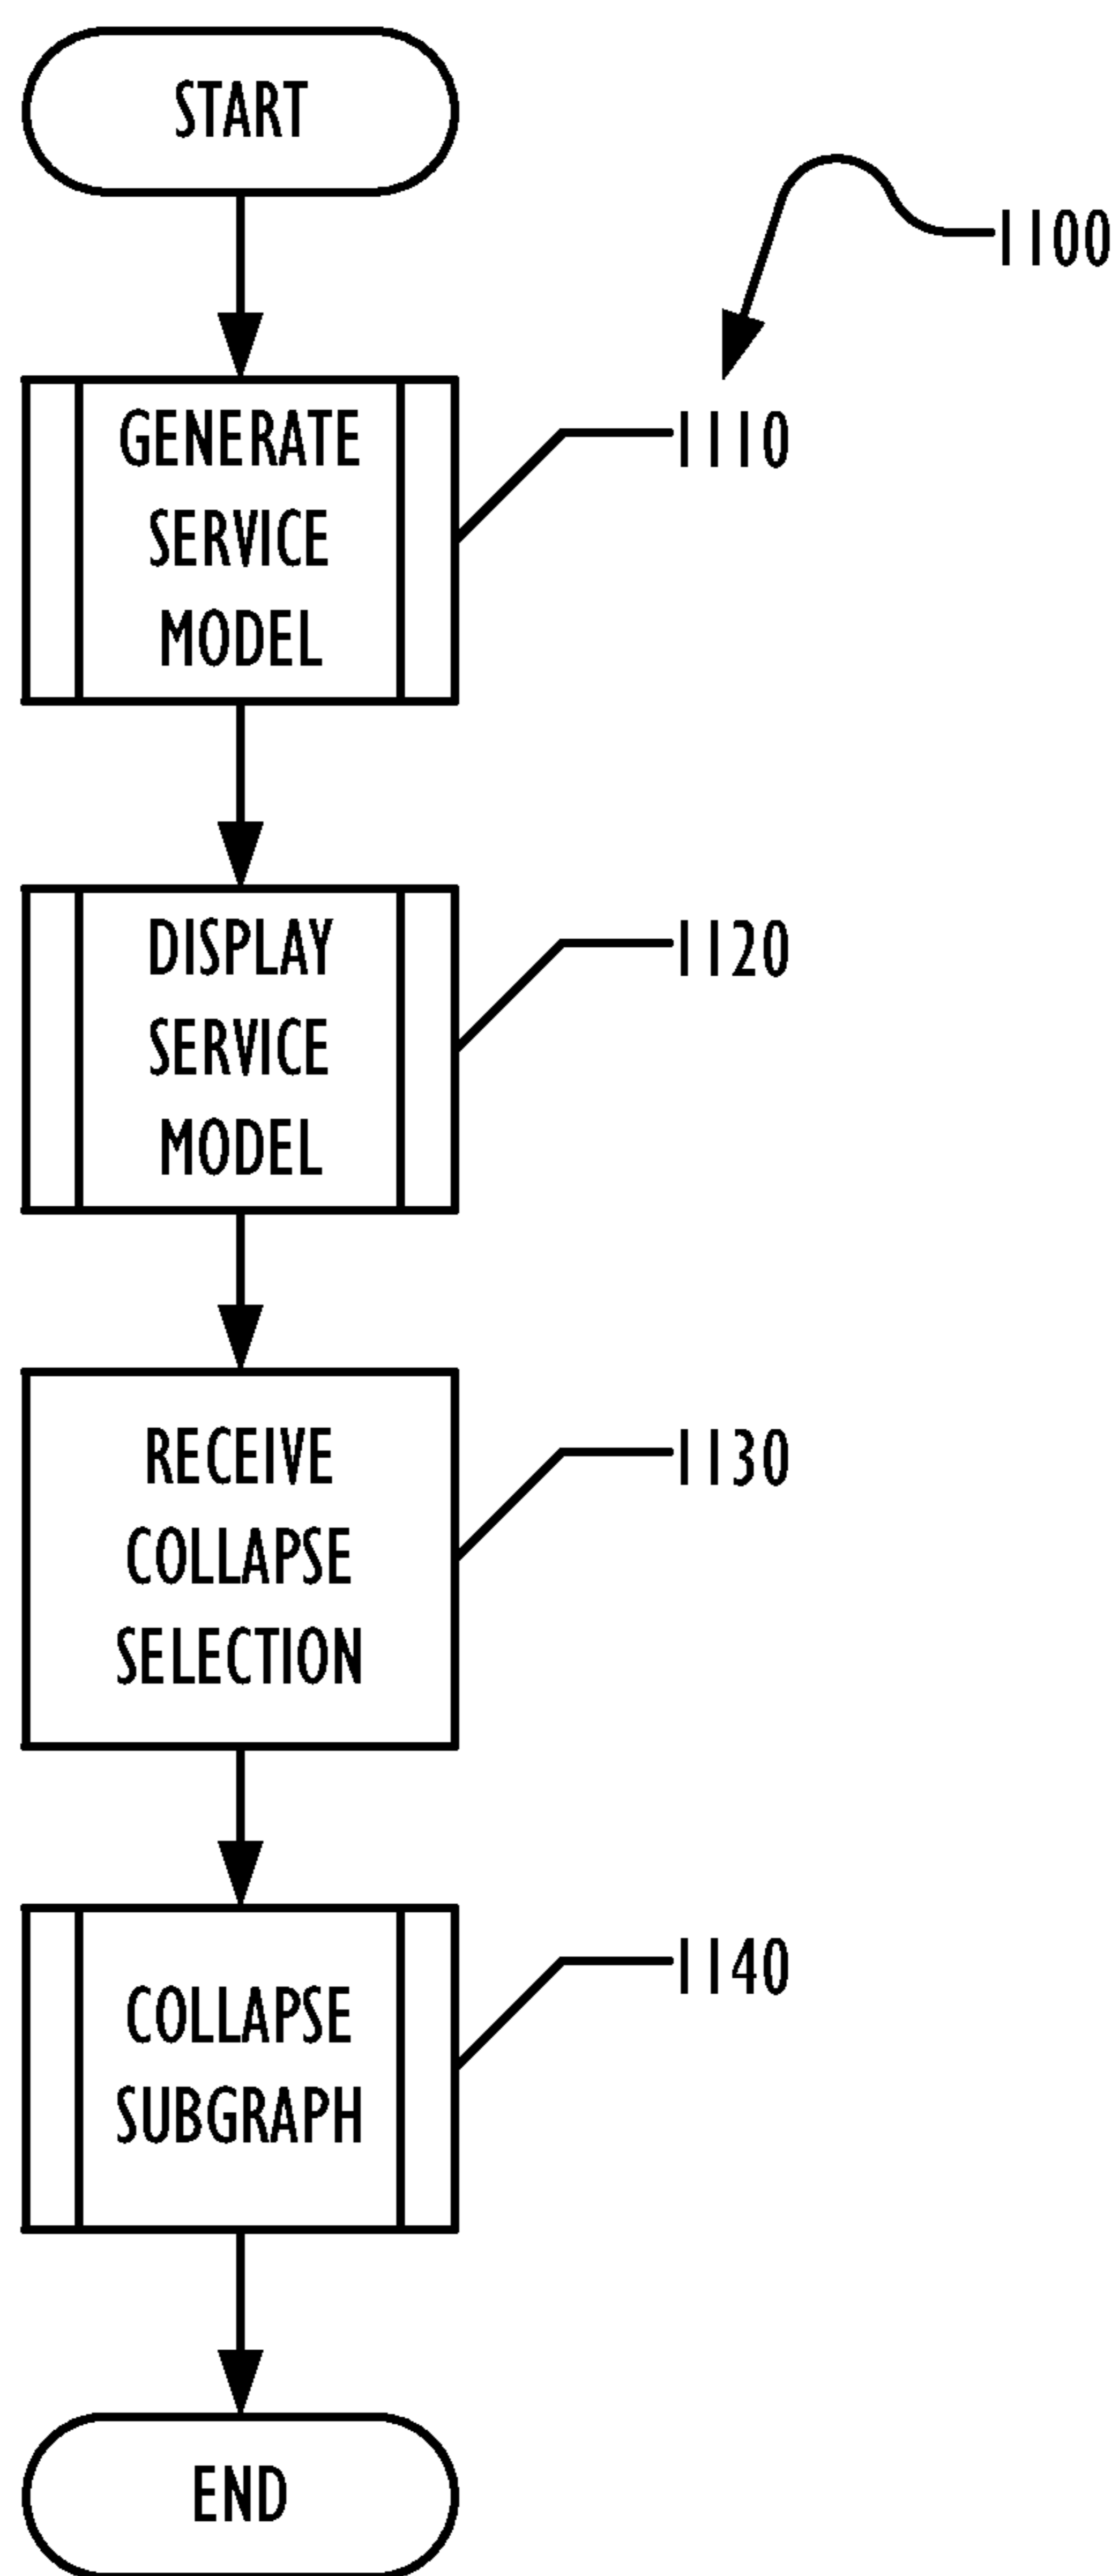 START
1100
GENERATE
SERVICE
MODEL
1110
DISPLAY
SERVICE
MODEL
1120
RECEIVE
COLLAPSE
SELECTION
1130
COLLAPSE
SUBGRAPH
1140
END